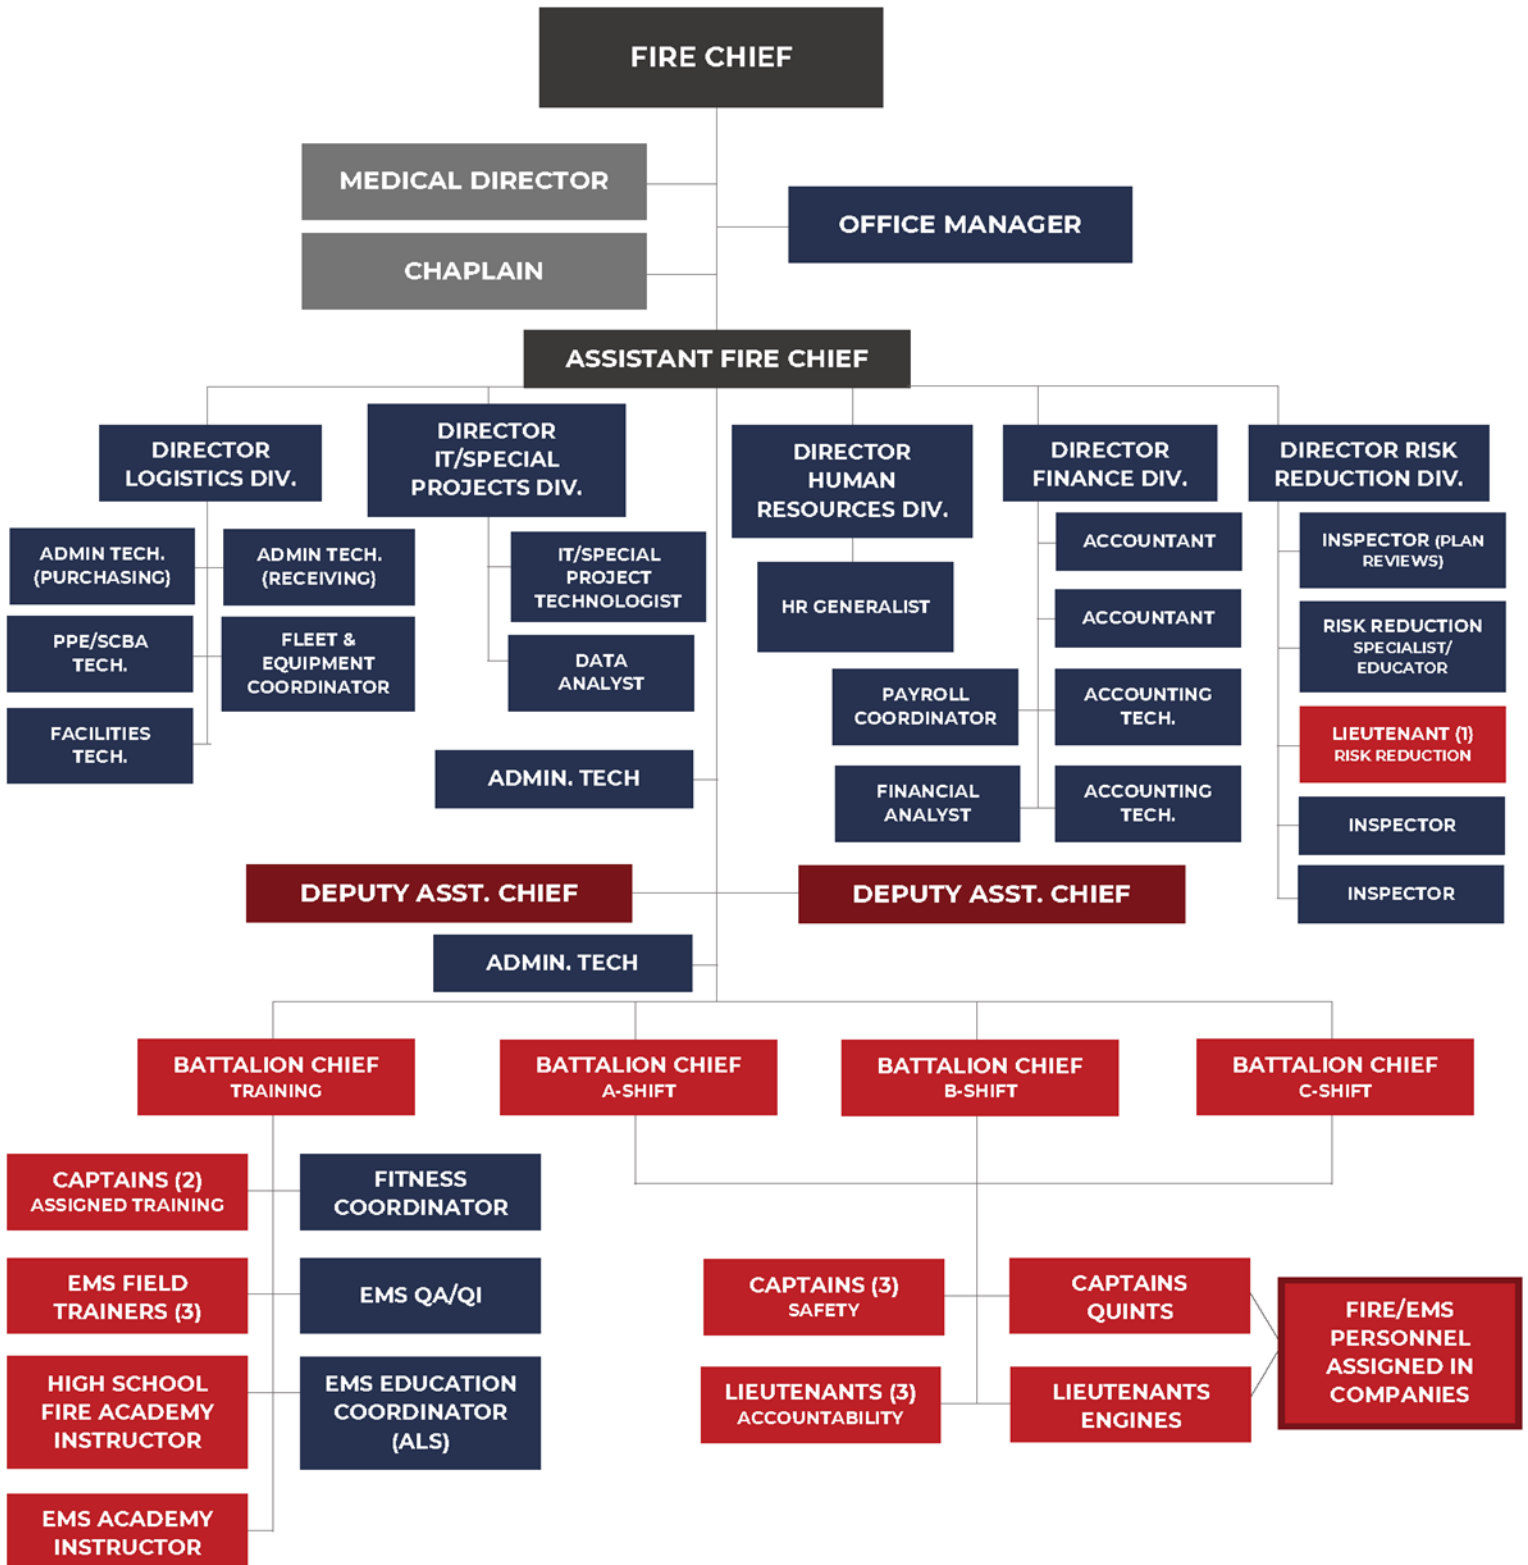 FIRE CHIEF
MEDICAL DIRECTOR
OFFICE MANAGER
CHAPLAIN
ASSISTANT FIRE CHIEF
DIRECTOR
LOGISTICS DIV.
DIRECTOR
IT/SPECIAL
PROJECTS DIV.
DIRECTOR
HUMAN
RESOURCES DIV.
DIRECTOR
FINANCE DIV.
DIRECTOR RISK
REDUCTION DIV.
ADMIN TECH.
(PURCHASING)
ADMIN TECH.
(RECEIVING)
PPE/SCBA
TECH.
FLEET &
EQUIPMENT
COORDINATOR
FACILITIES
TECH.
IT/SPECIAL
PROJECT
TECHNOLOGIST
DATA
ANALYST
HR GENERALIST
ACCOUNTANT
ACCOUNTANT
PAYROLL
COORDINATOR
ACCOUNTING
TECH.
FINANCIAL
ANALYST
ACCOUNTING
TECH.
INSPECTOR (PLAN
REVIEWS)
RISK REDUCTION
SPECIALIST/
EDUCATOR
LIEUTENANT (1)
RISK REDUCTION
INSPECTOR
INSPECTOR
ADMIN. TECH
DEPUTY ASST. CHIEF
DEPUTY ASST. CHIEF
ADMIN. TECH
BATTALION CHIEF
TRAINING
BATTALION CHIEF
A-SHIFT
BATTALION CHIEF
B-SHIFT
BATTALION CHIEF
C-SHIFT
CAPTAINS (2)
ASSIGNED TRAINING
FITNESS
COORDINATOR
EMS FIELD
TRAINERS (3)
EMS QA/QI
HIGH SCHOOL
FIRE ACADEMY
INSTRUCTOR
EMS EDUCATION
COORDINATOR
(ALS)
EMS ACADEMY
INSTRUCTOR
CAPTAINS (3)
SAFETY
CAPTAINS
QUINTS
LIEUTENANTS (3)
ACCOUNTABILITY
LIEUTENANTS
ENGINES
FIRE/EMS
PERSONNEL
ASSIGNED IN
COMPANIES